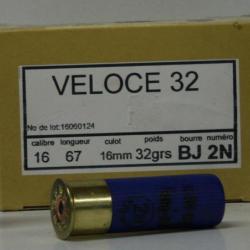 VELOCE 32
No de lot:16060124
calibre longueur culot poids bourre numéro
16 67 16mm 32grs BJ 2N